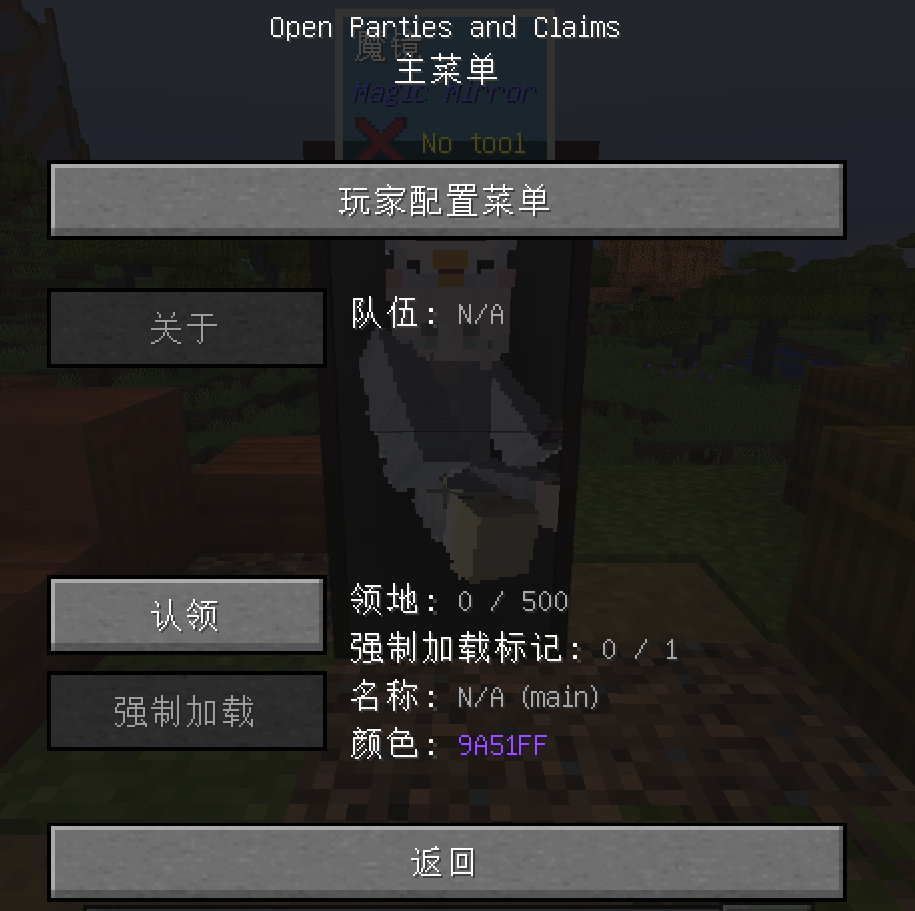 Open Parties and Claims
魔镜
主菜单
Magic Mirror
No tool
玩家配置菜单
关于
队伍: N/A
认领
领地: 0 / 500
强制加载标记: 0 / 1
强制加载
名称: N/A (main)
颜色: 9A51FF
返回